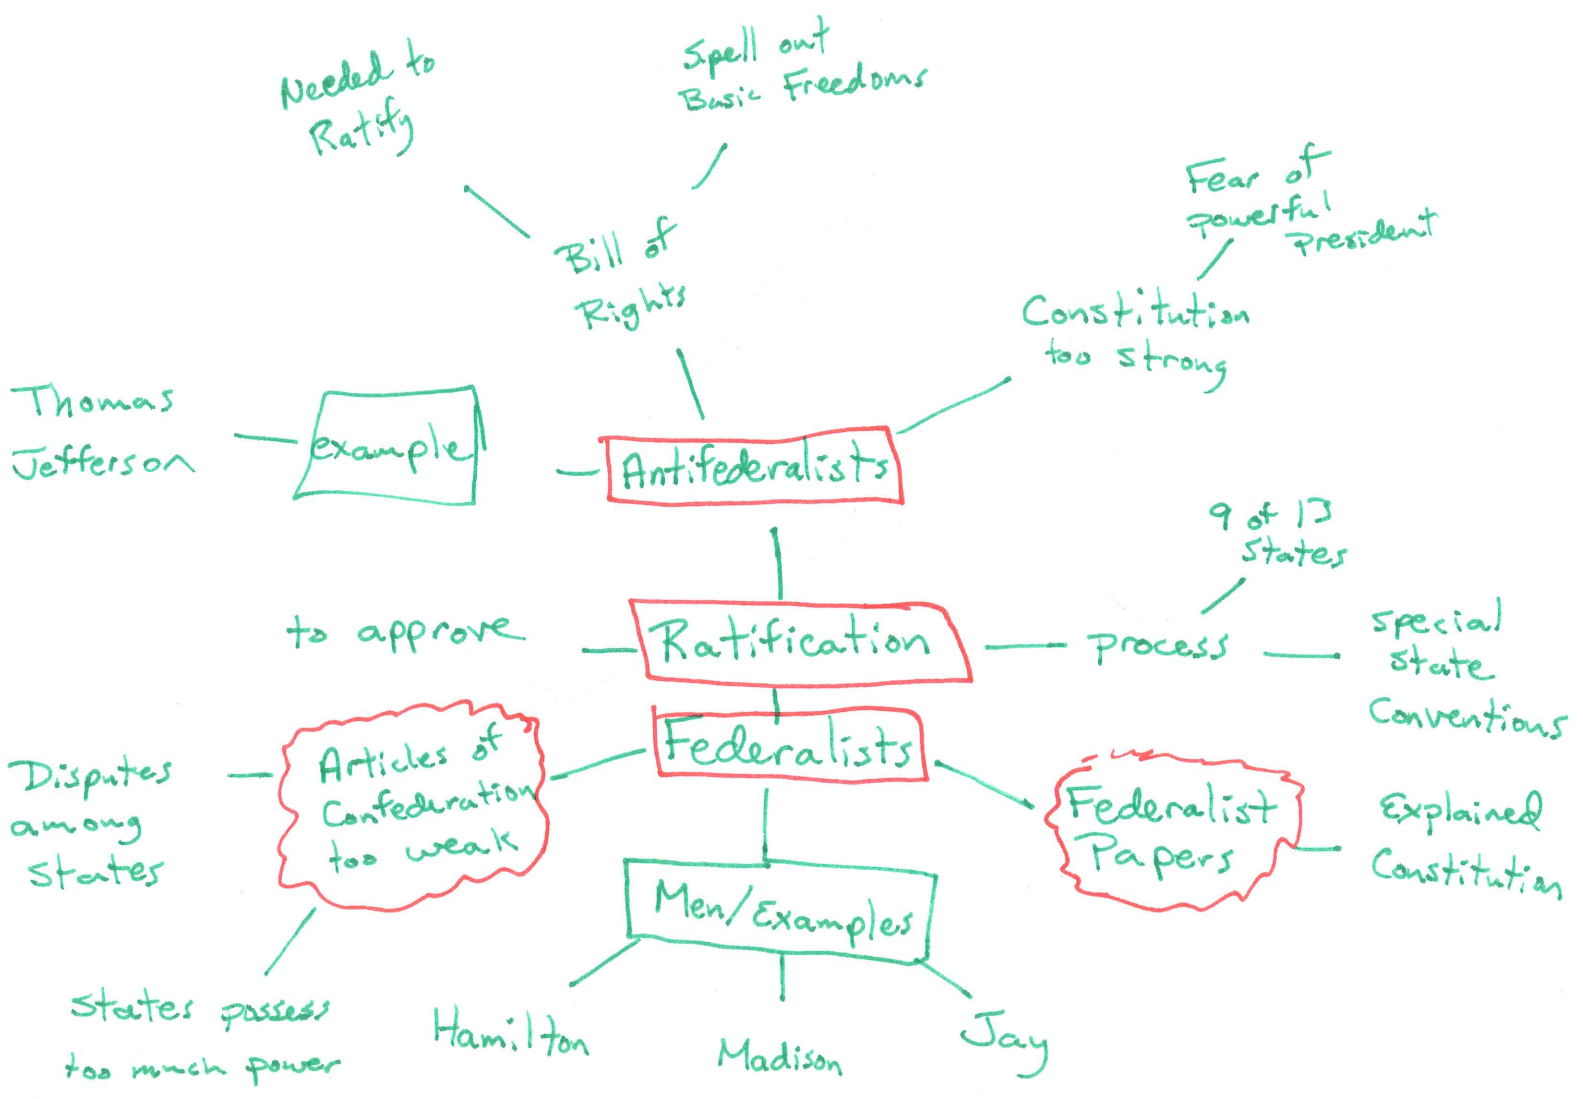 Needed to
Ratify
Spell out
Basic Freedoms
Fear of
powerful
President
Bill of
Rights
Constitution
too strong
Thomas
Jefferson
example
Antifederalists
9 of 13
States
to approve
Ratification
process
special
State
Conventions
Disputes
among
States
Articles of
Confederation
too weak
Federalists
Federalist
Papers
Explained
Constitution
Men/Examples
States possess
too much power
Hamilton
Madison
Jay